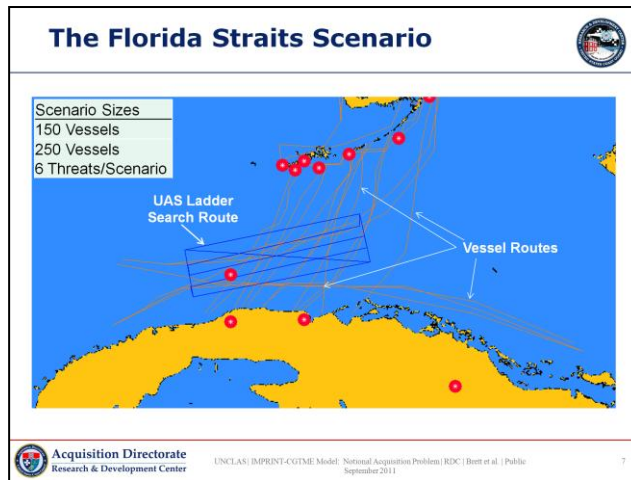 The Florida Straits Scenario
Scenario Sizes
150 Vessels
250 Vessels
6 Threats/Scenario
UAS Ladder
Search Route
Vessel Routes
Acquisition Directorate
Research & Development Center
UNCLAS | IMPRINT-CGTME Model: Notional Acquisition Problem | RDC | Brett et al. | Public
September 2011
7